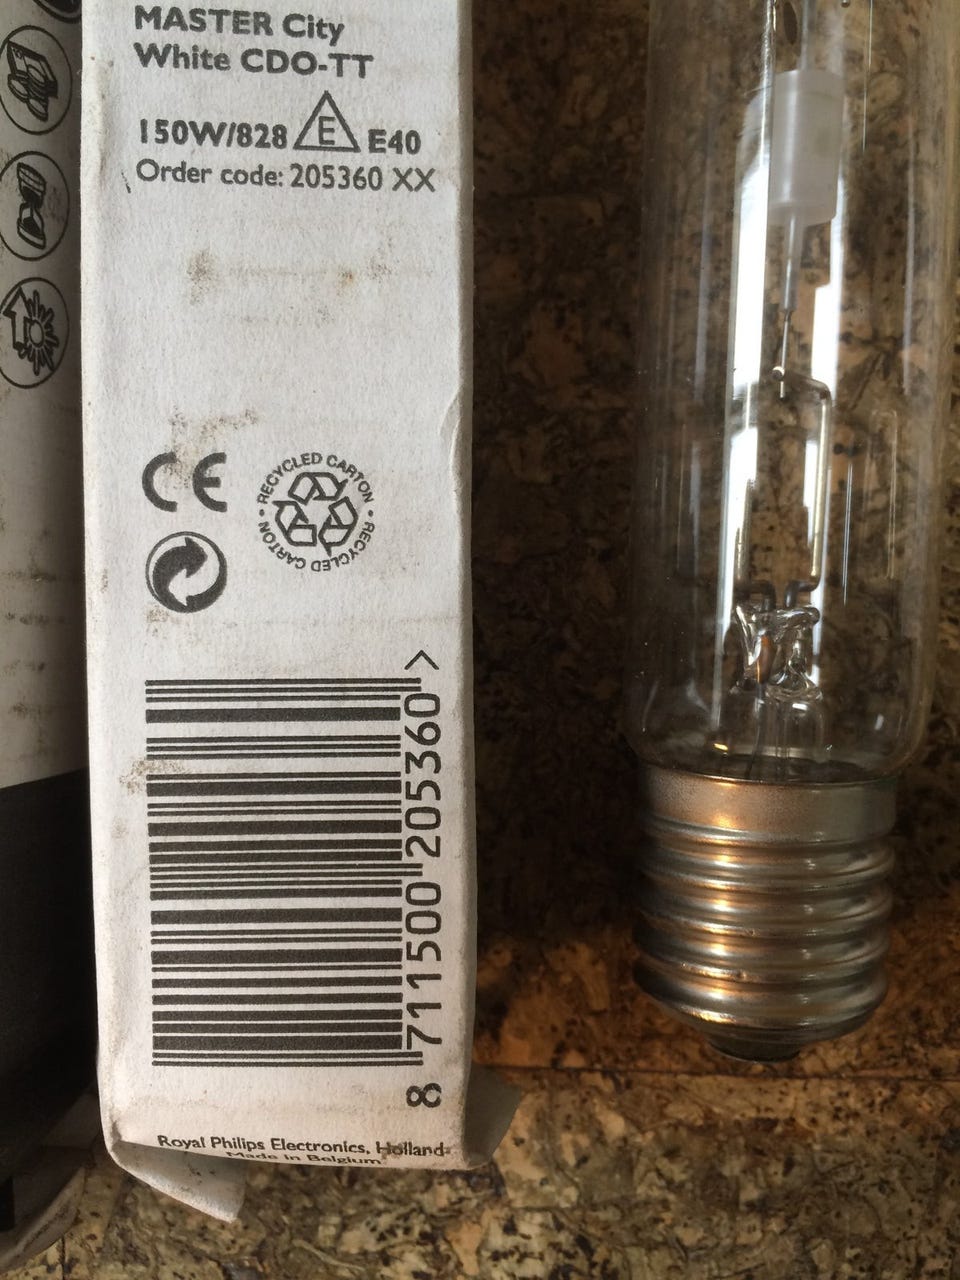 MASTER City
White CDO-TT
150W/828 E E40
Order code: 205360 XX
CE
RECYCLED CARTON • RECYCLED CARTON •
8 711500 205360 >
Royal Philips Electronics, Holland
Made in Belgium